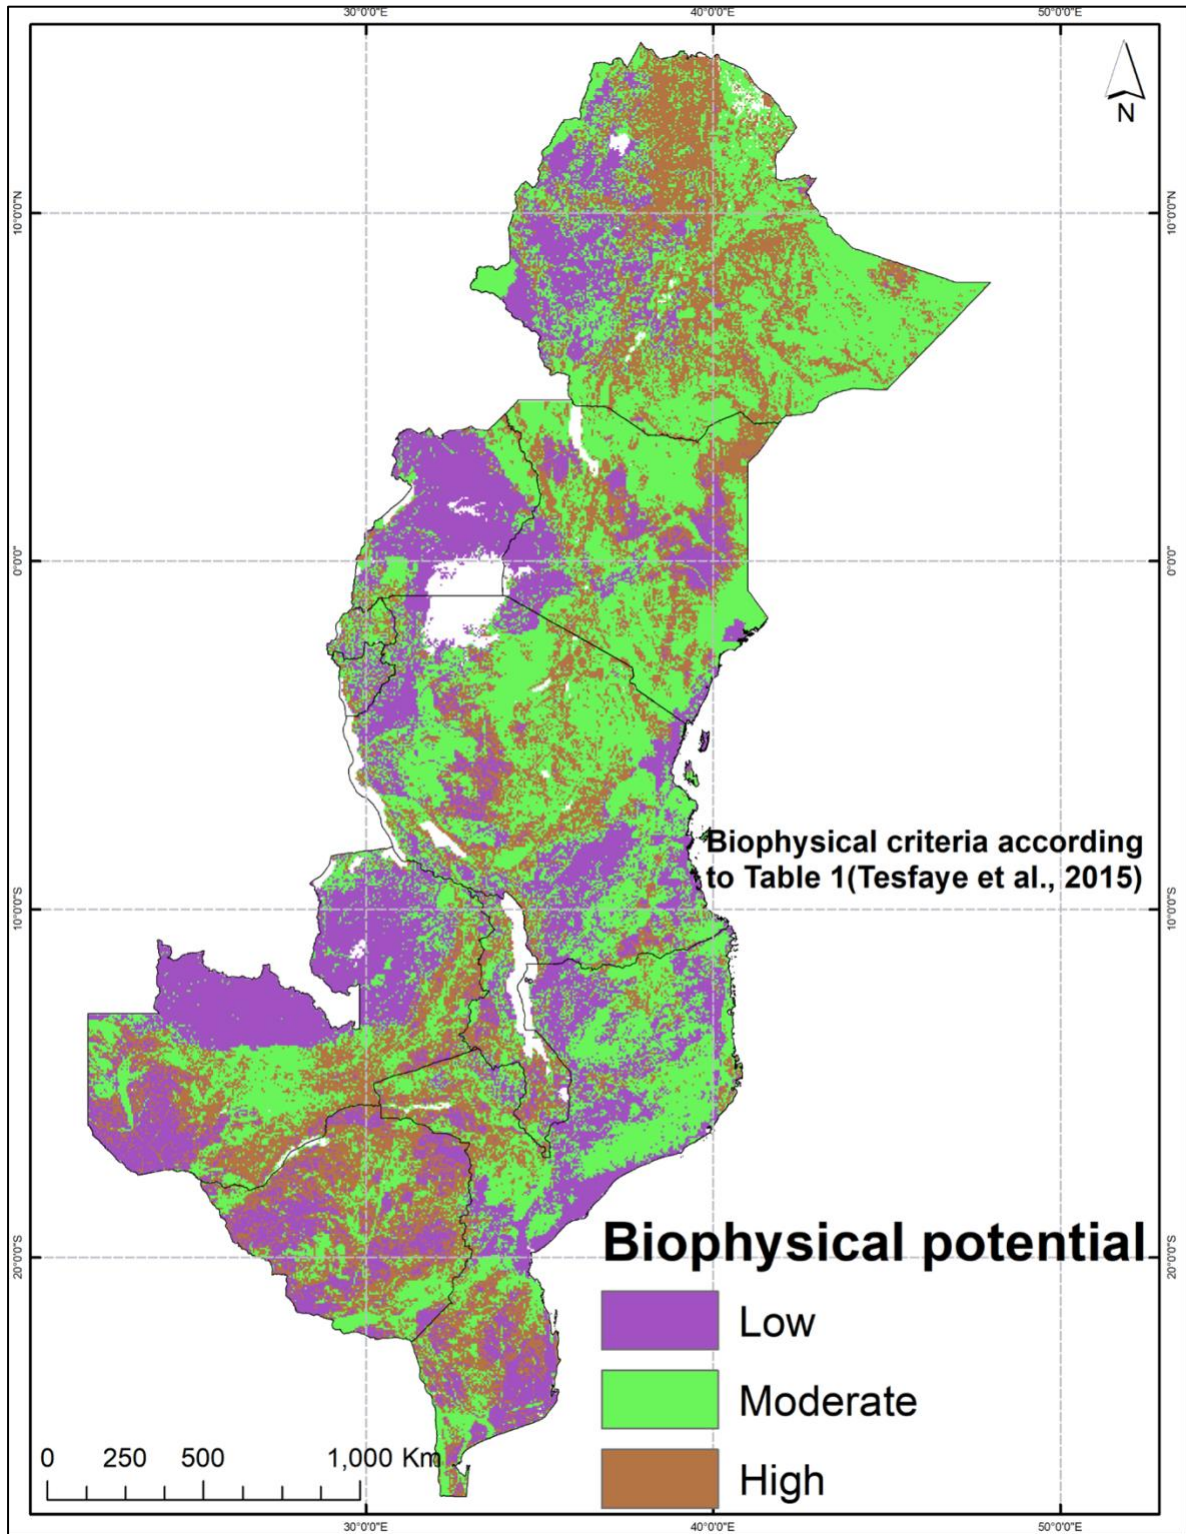 30°0'0"E 40°0'0"E 50°0'0"E
N
10°0'0"N 10°0'0"N
0°0'0" 0°0'0"
Biophysical criteria according
to Table 1(Tesfaye et al., 2015)
10°0'0"S 10°0'0"S
20°0'0"S 20°0'0"S
Biophysical potential
Low
Moderate
High
0 250 500 1,000 Km
30°0'0"E 40°0'0"E 50°0'0"E